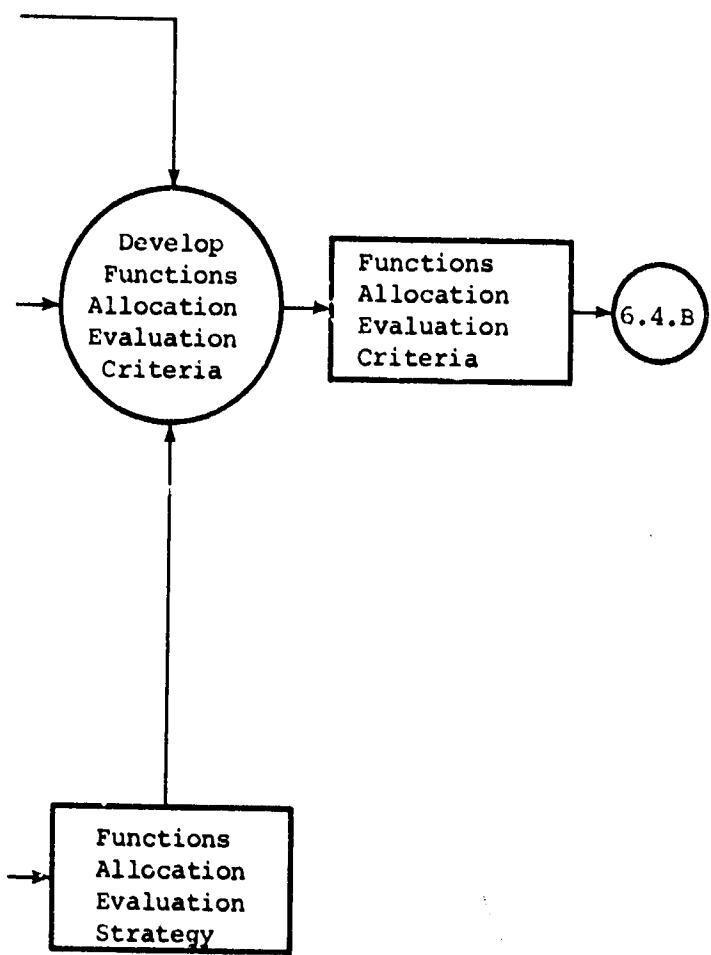 Develop
Functions
Allocation
Evaluation
Criteria
Functions
Allocation
Evaluation
Criteria
6.4.B
Functions
Allocation
Evaluation
Strategy